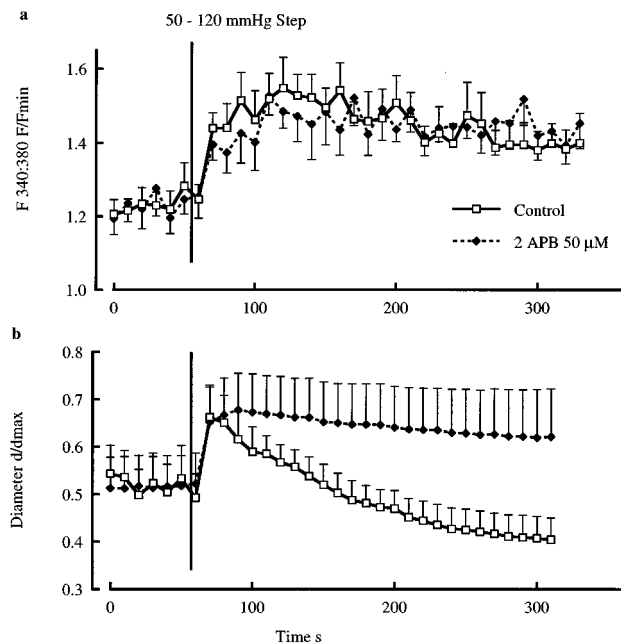 a
50 - 120 mmHg Step
F 340:380 F/Fmin
1.6
1.4
1.2
1.0
0
100
200
300
Control
2 APB 50 µM
b
Diameter d/dmax
0.8
0.7
0.6
0.5
0.4
0.3
0
100
200
300
Time s